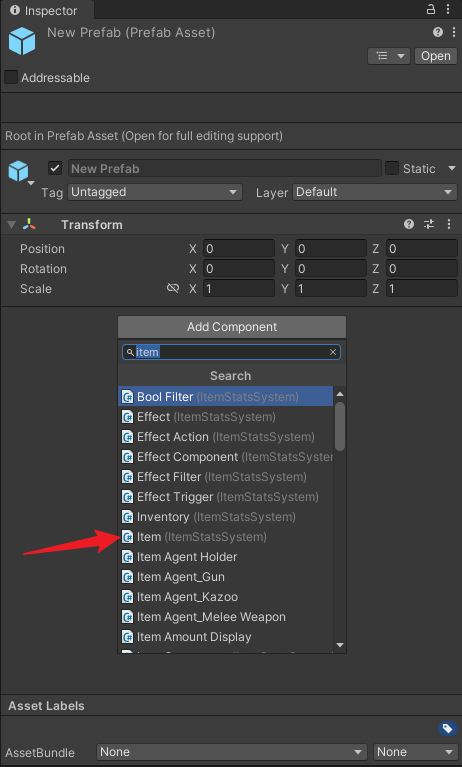 Inspector
New Prefab (Prefab Asset)
Open
Addressable
Root in Prefab Asset (Open for full editing support)
New Prefab Static
Tag Untagged Layer Default
Transform
Position X 0 Y 0 Z 0
Rotation X 0 Y 0 Z 0
Scale X 1 Y 1 Z 1
Add Component
item
Search
Bool Filter (ItemStatsSystem)
Effect (ItemStatsSystem)
Effect Action (ItemStatsSystem)
Effect Component (ItemStatsSystem
Effect Filter (ItemStatsSystem)
Effect Trigger (ItemStatsSystem)
Inventory (ItemStatsSystem)
Item (ItemStatsSystem)
Item Agent Holder
Item Agent_Gun
Item Agent_Kazoo
Item Agent_Melee Weapon
Item Amount Display
Asset Labels
AssetBundle None None